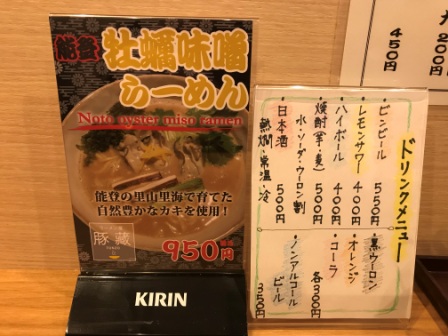 能登
牡蠣味噌
らーめん
Noto oyster miso ramen
能登の里山里海で育てた
自然豊かなカキを使用!
豚蔵
950円
KIRIN
ドリンクメニュー
ビンビール 550円
レモンサワー 400円
ハイボール 400円
焼酎(芋・麦) 500円
水・ソーダ・ウーロン割
日本酒 500円
熱燗・常温・冷
黒ウーロン
オレンジ
コーラ
各300円
ノンアルコール
ビール
350円
450円
200円